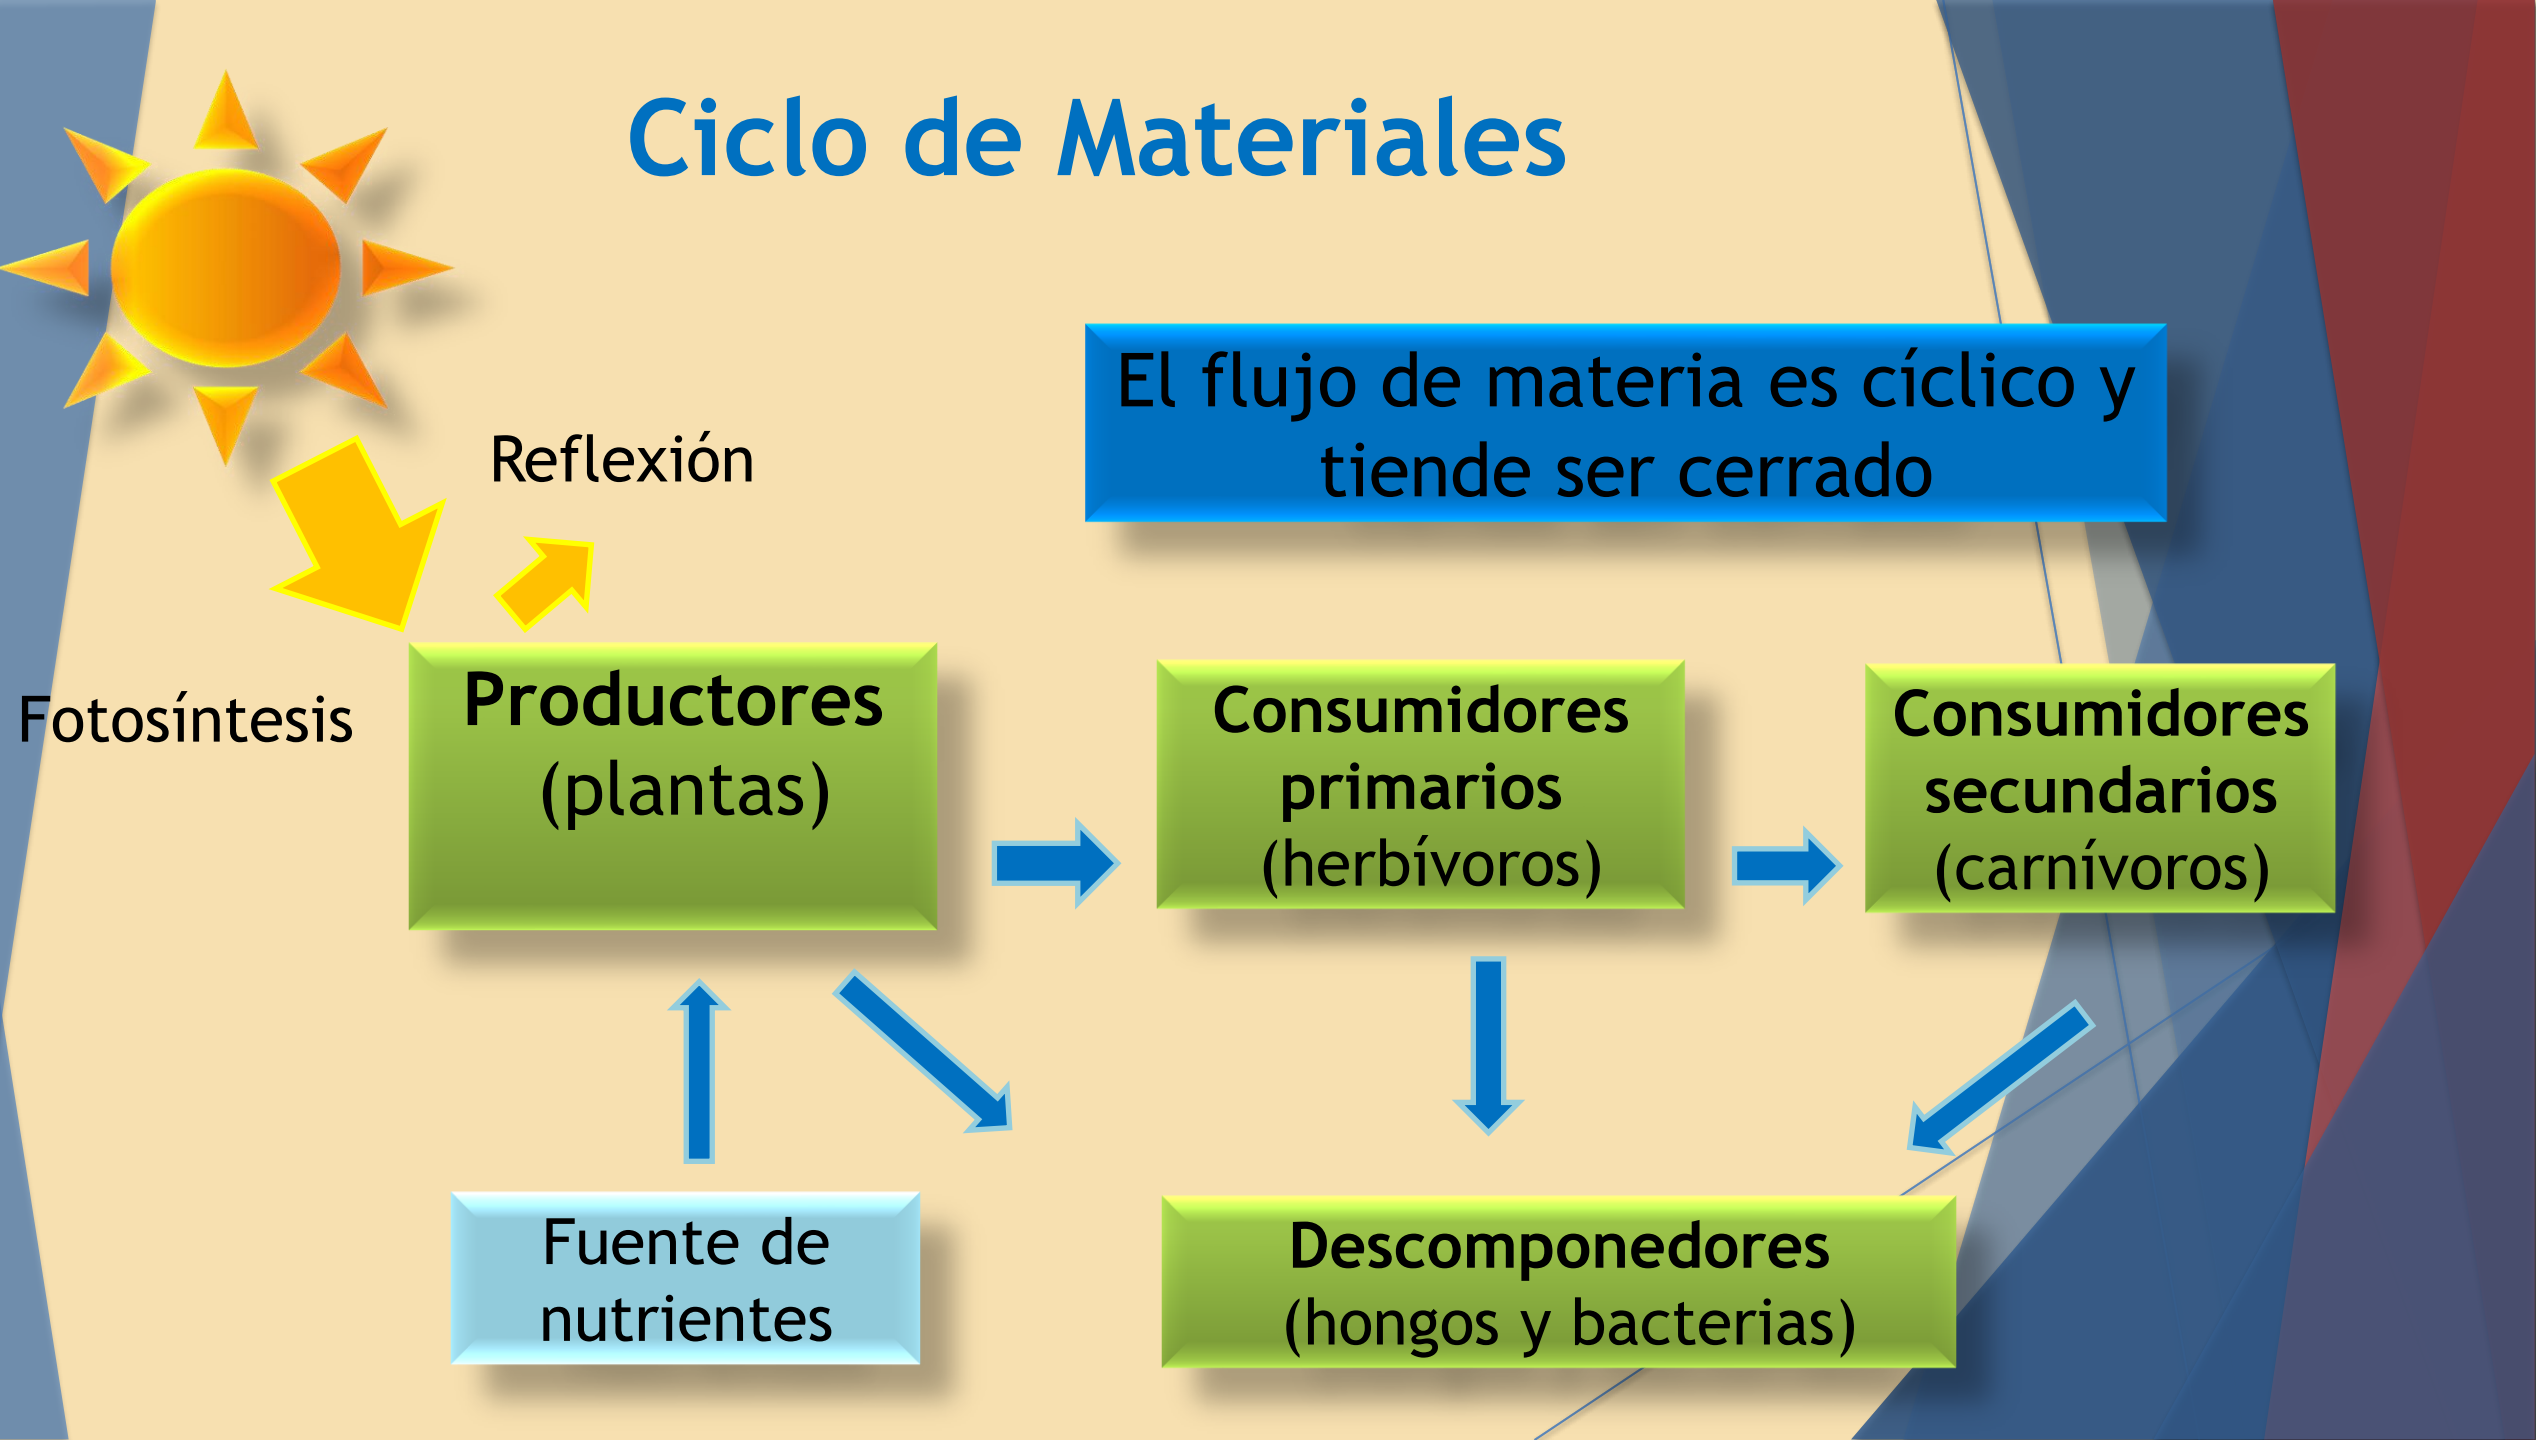 Ciclo de Materiales
El flujo de materia es cíclico y
tiende ser cerrado
Reflexión
Fotosíntesis
Productores
(plantas)
Consumidores
primarios
(herbívoros)
Consumidores
secundarios
(carnívoros)
Fuente de
nutrientes
Descomponedores
(hongos y bacterias)